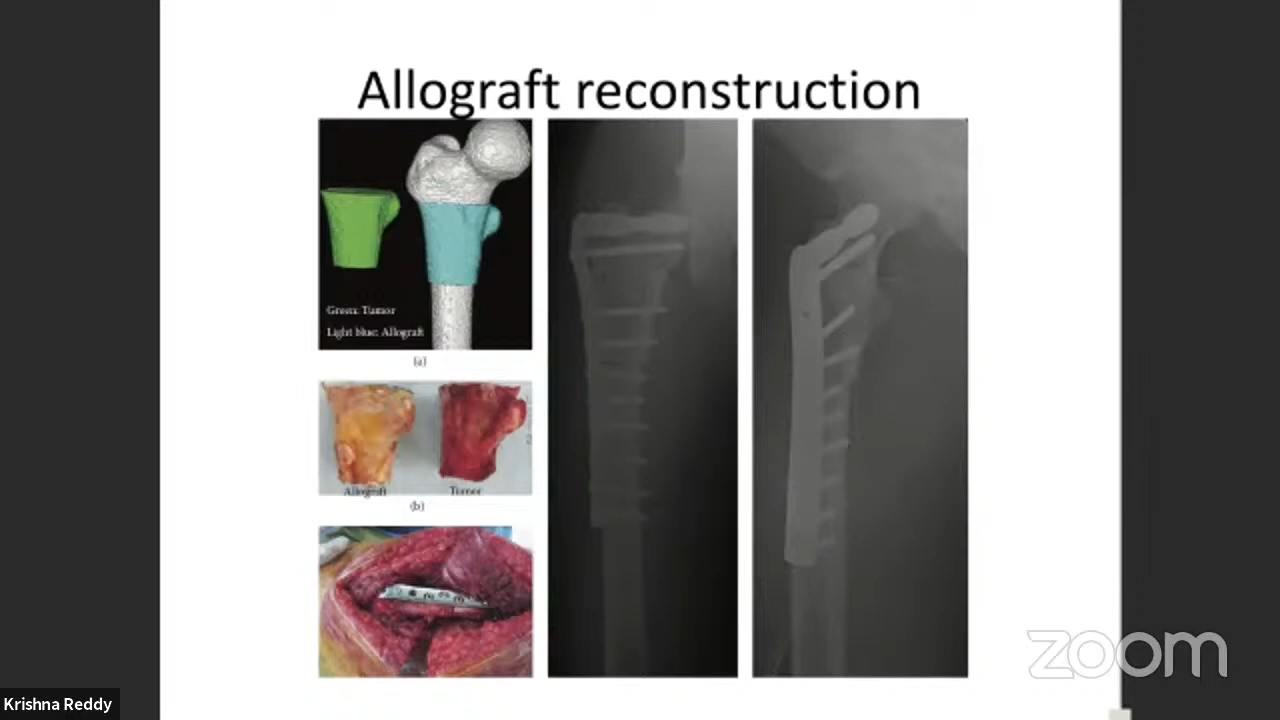 Allograft reconstruction
Green: Tumor
Light blue: Allograft
(a)
Allograft
Tumor
(b)
zoom
Krishna Reddy